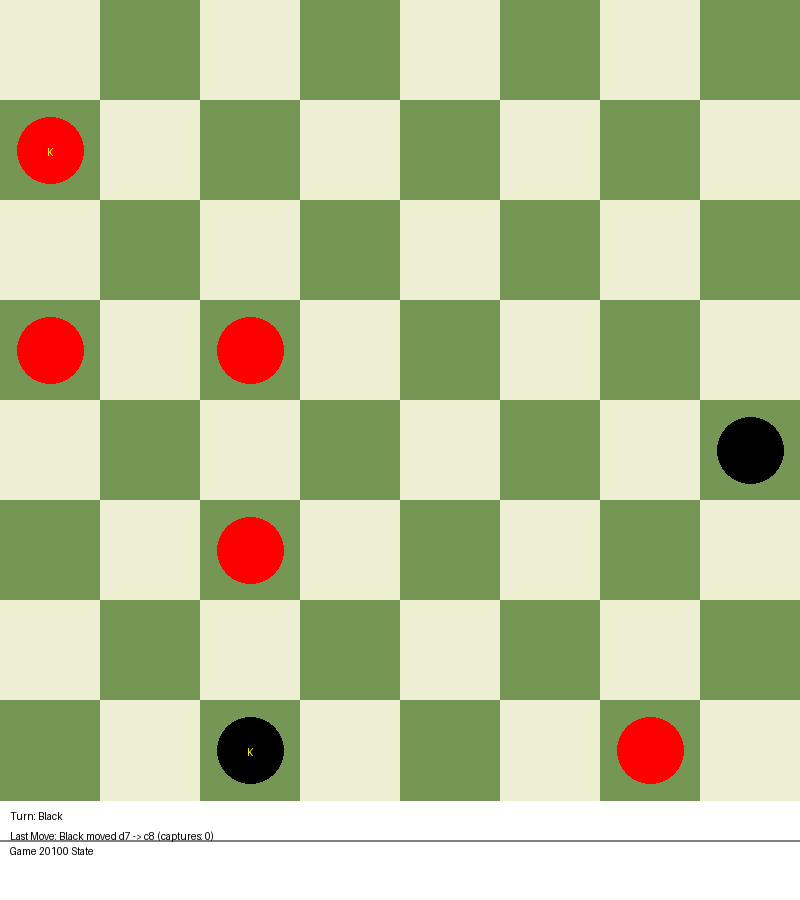 K
K
Turn: Black
Last Move: Black moved d7 -> c8 (captures: 0)
Game 20100 State